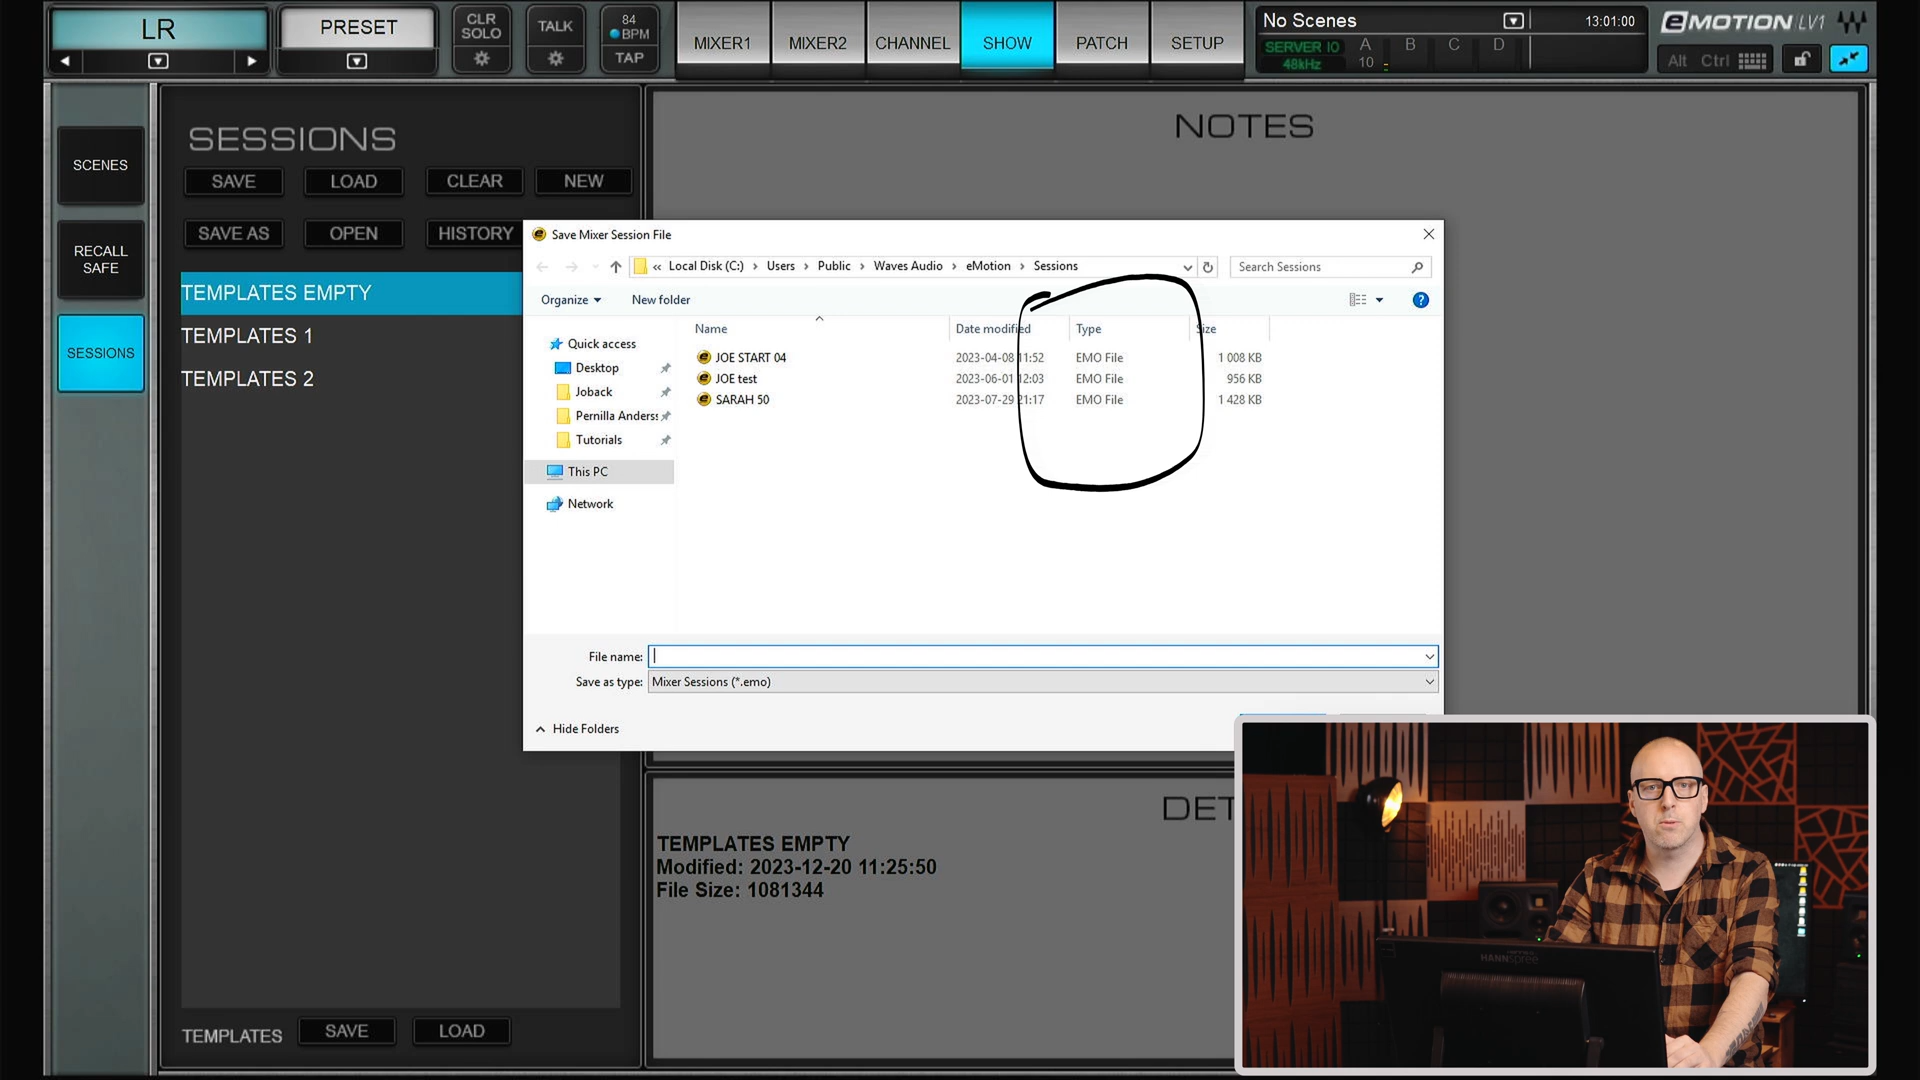 LR
PRESET
CLR
SOLO
TALK
84
BPM
TAP
MIXER1
MIXER2
CHANNEL
SHOW
PATCH
SETUP
No Scenes
13:01:00
SERVER IO
48kHz
A B C D
10
eMOTION LV1
Alt Ctrl
SCENES
RECALL
SAFE
SESSIONS
SESSIONS
SAVE LOAD CLEAR NEW
SAVE AS OPEN HISTORY
TEMPLATES EMPTY
TEMPLATES 1
TEMPLATES 2
TEMPLATES SAVE LOAD
NOTES
Save Mixer Session File
« Local Disk (C:) › Users › Public › Waves Audio › eMotion › Sessions
Search Sessions
Organize New folder
Quick access
Desktop
Joback
Pernilla Anderss
Tutorials
This PC
Network
Name Date modified Type Size
JOE START 04 2023-04-08 11:52 EMO File 1 008 KB
JOE test 2023-06-01 12:03 EMO File 956 KB
SARAH 50 2023-07-29 21:17 EMO File 1 428 KB
File name:
Save as type: Mixer Sessions (*.emo)
Hide Folders
DET
TEMPLATES EMPTY
Modified: 2023-12-20 11:25:50
File Size: 1081344
HANNspree